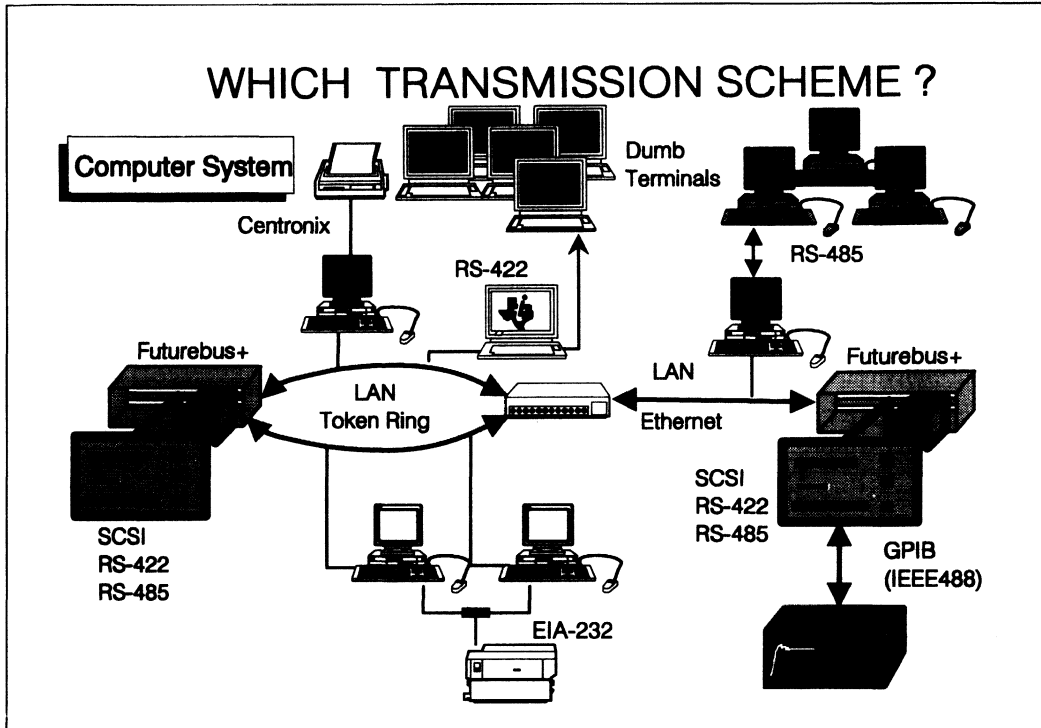 WHICH TRANSMISSION SCHEME ?
Computer System
Dumb
Terminals
Centronix
RS-422
RS-485
Futurebus+
LAN
Token Ring
LAN
Ethernet
Futurebus+
SCSI
RS-422
RS-485
SCSI
RS-422
RS-485
GPIB
(IEEE488)
EIA-232